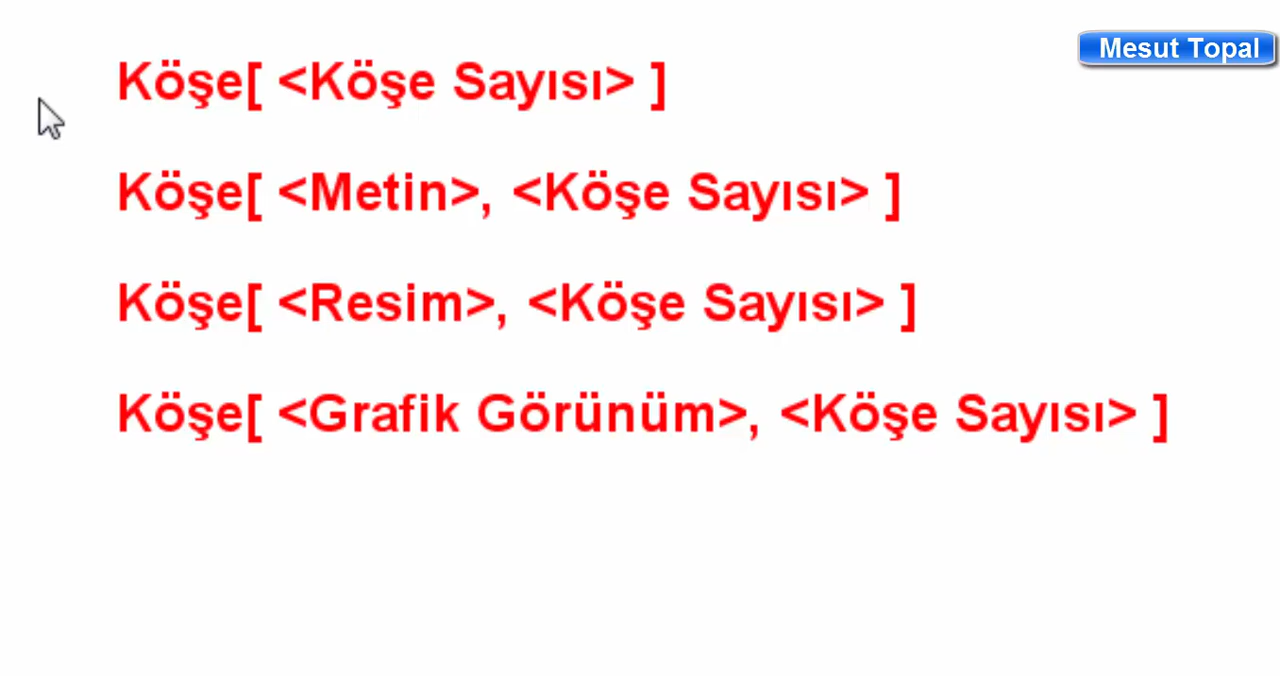 Mesut Topal
Köşe[ <Köşe Sayısı> ]
Köşe[ <Metin>, <Köşe Sayısı> ]
Köşe[ <Resim>, <Köşe Sayısı> ]
Köşe[ <Grafik Görünüm>, <Köşe Sayısı> ]